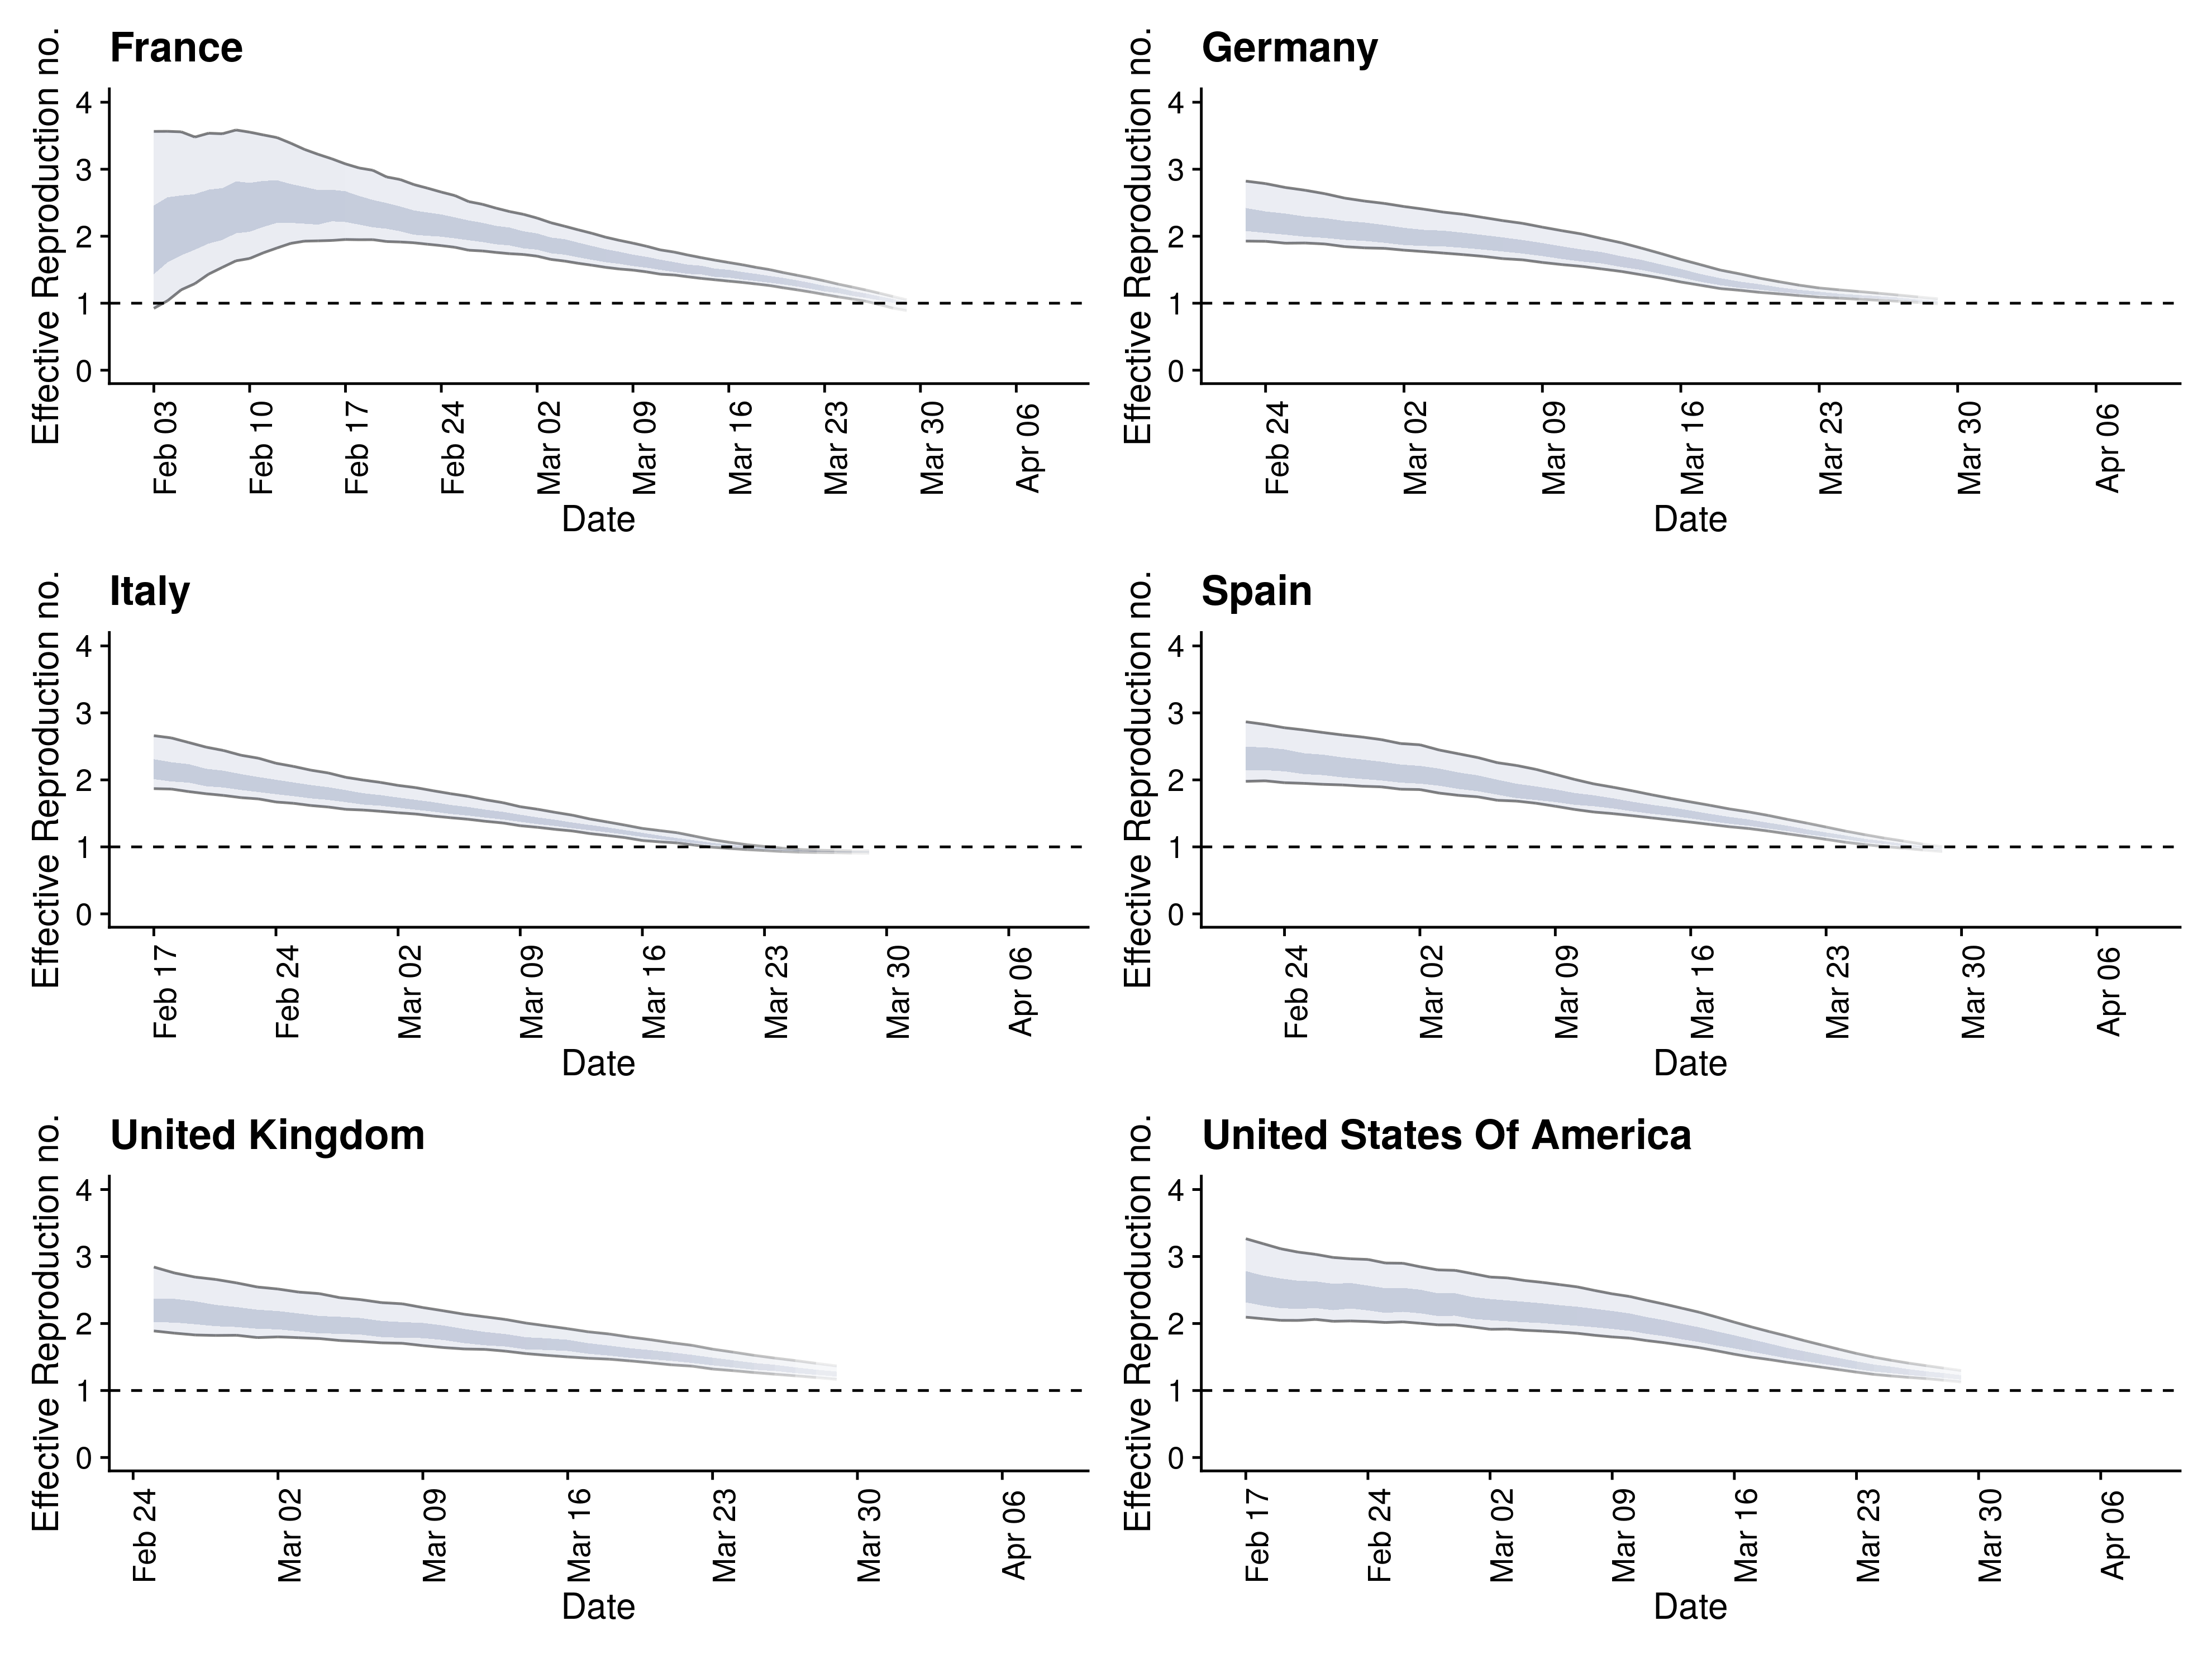 France
Effective Reproduction no.
4
3
2
1
0
Feb 03
Feb 10
Feb 17
Feb 24
Mar 02
Mar 09
Mar 16
Mar 23
Mar 30
Apr 06
Date
Germany
Effective Reproduction no.
4
3
2
1
0
Feb 24
Mar 02
Mar 09
Mar 16
Mar 23
Mar 30
Apr 06
Date
Italy
Effective Reproduction no.
4
3
2
1
0
Feb 17
Feb 24
Mar 02
Mar 09
Mar 16
Mar 23
Mar 30
Apr 06
Date
Spain
Effective Reproduction no.
4
3
2
1
0
Feb 24
Mar 02
Mar 09
Mar 16
Mar 23
Mar 30
Apr 06
Date
United Kingdom
Effective Reproduction no.
4
3
2
1
0
Feb 24
Mar 02
Mar 09
Mar 16
Mar 23
Mar 30
Apr 06
Date
United States Of America
Effective Reproduction no.
4
3
2
1
0
Feb 17
Feb 24
Mar 02
Mar 09
Mar 16
Mar 23
Mar 30
Apr 06
Date